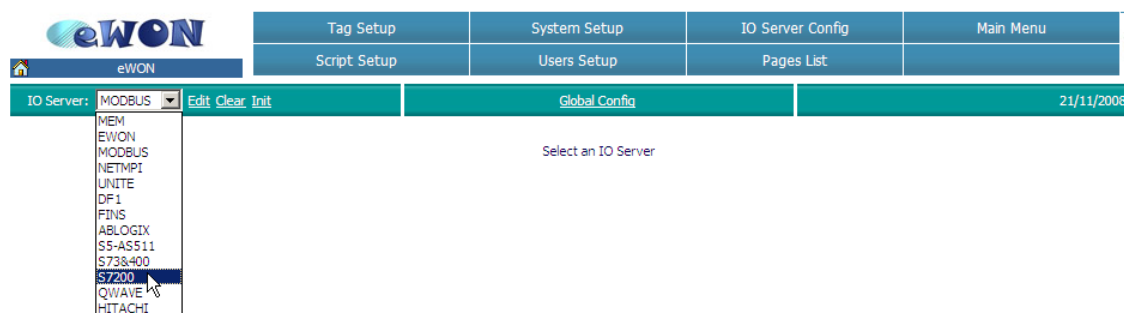 eWON
Tag Setup
System Setup
IO Server Config
Main Menu
eWON
Script Setup
Users Setup
Pages List
IO Server: MODBUS Edit Clear Init
Global Config
21/11/2008
MEM
EWON
MODBUS
NETMPI
UNITE
DF1
FINS
ABLOGIX
S5-AS511
S73&400
S7200
QWAVE
HITACHI
Select an IO Server